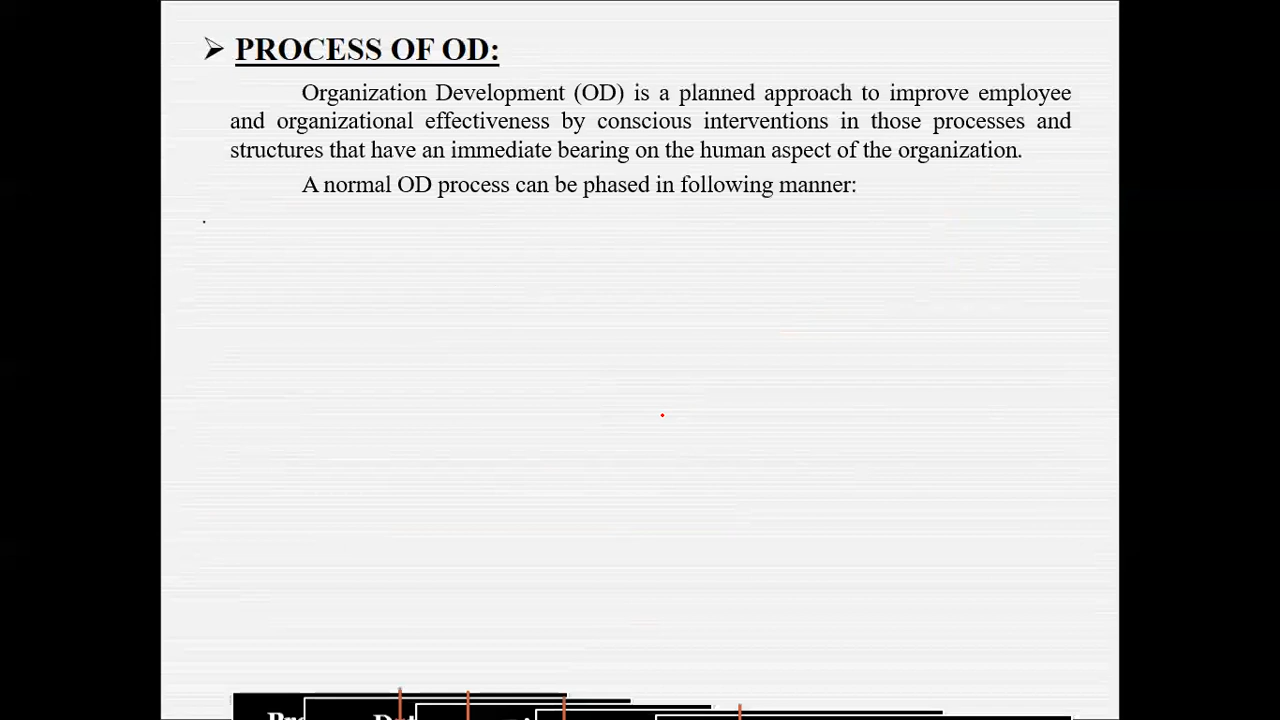 PROCESS OF OD:
Organization Development (OD) is a planned approach to improve employee
and organizational effectiveness by conscious interventions in those processes and
structures that have an immediate bearing on the human aspect of the organization.
A normal OD process can be phased in following manner: